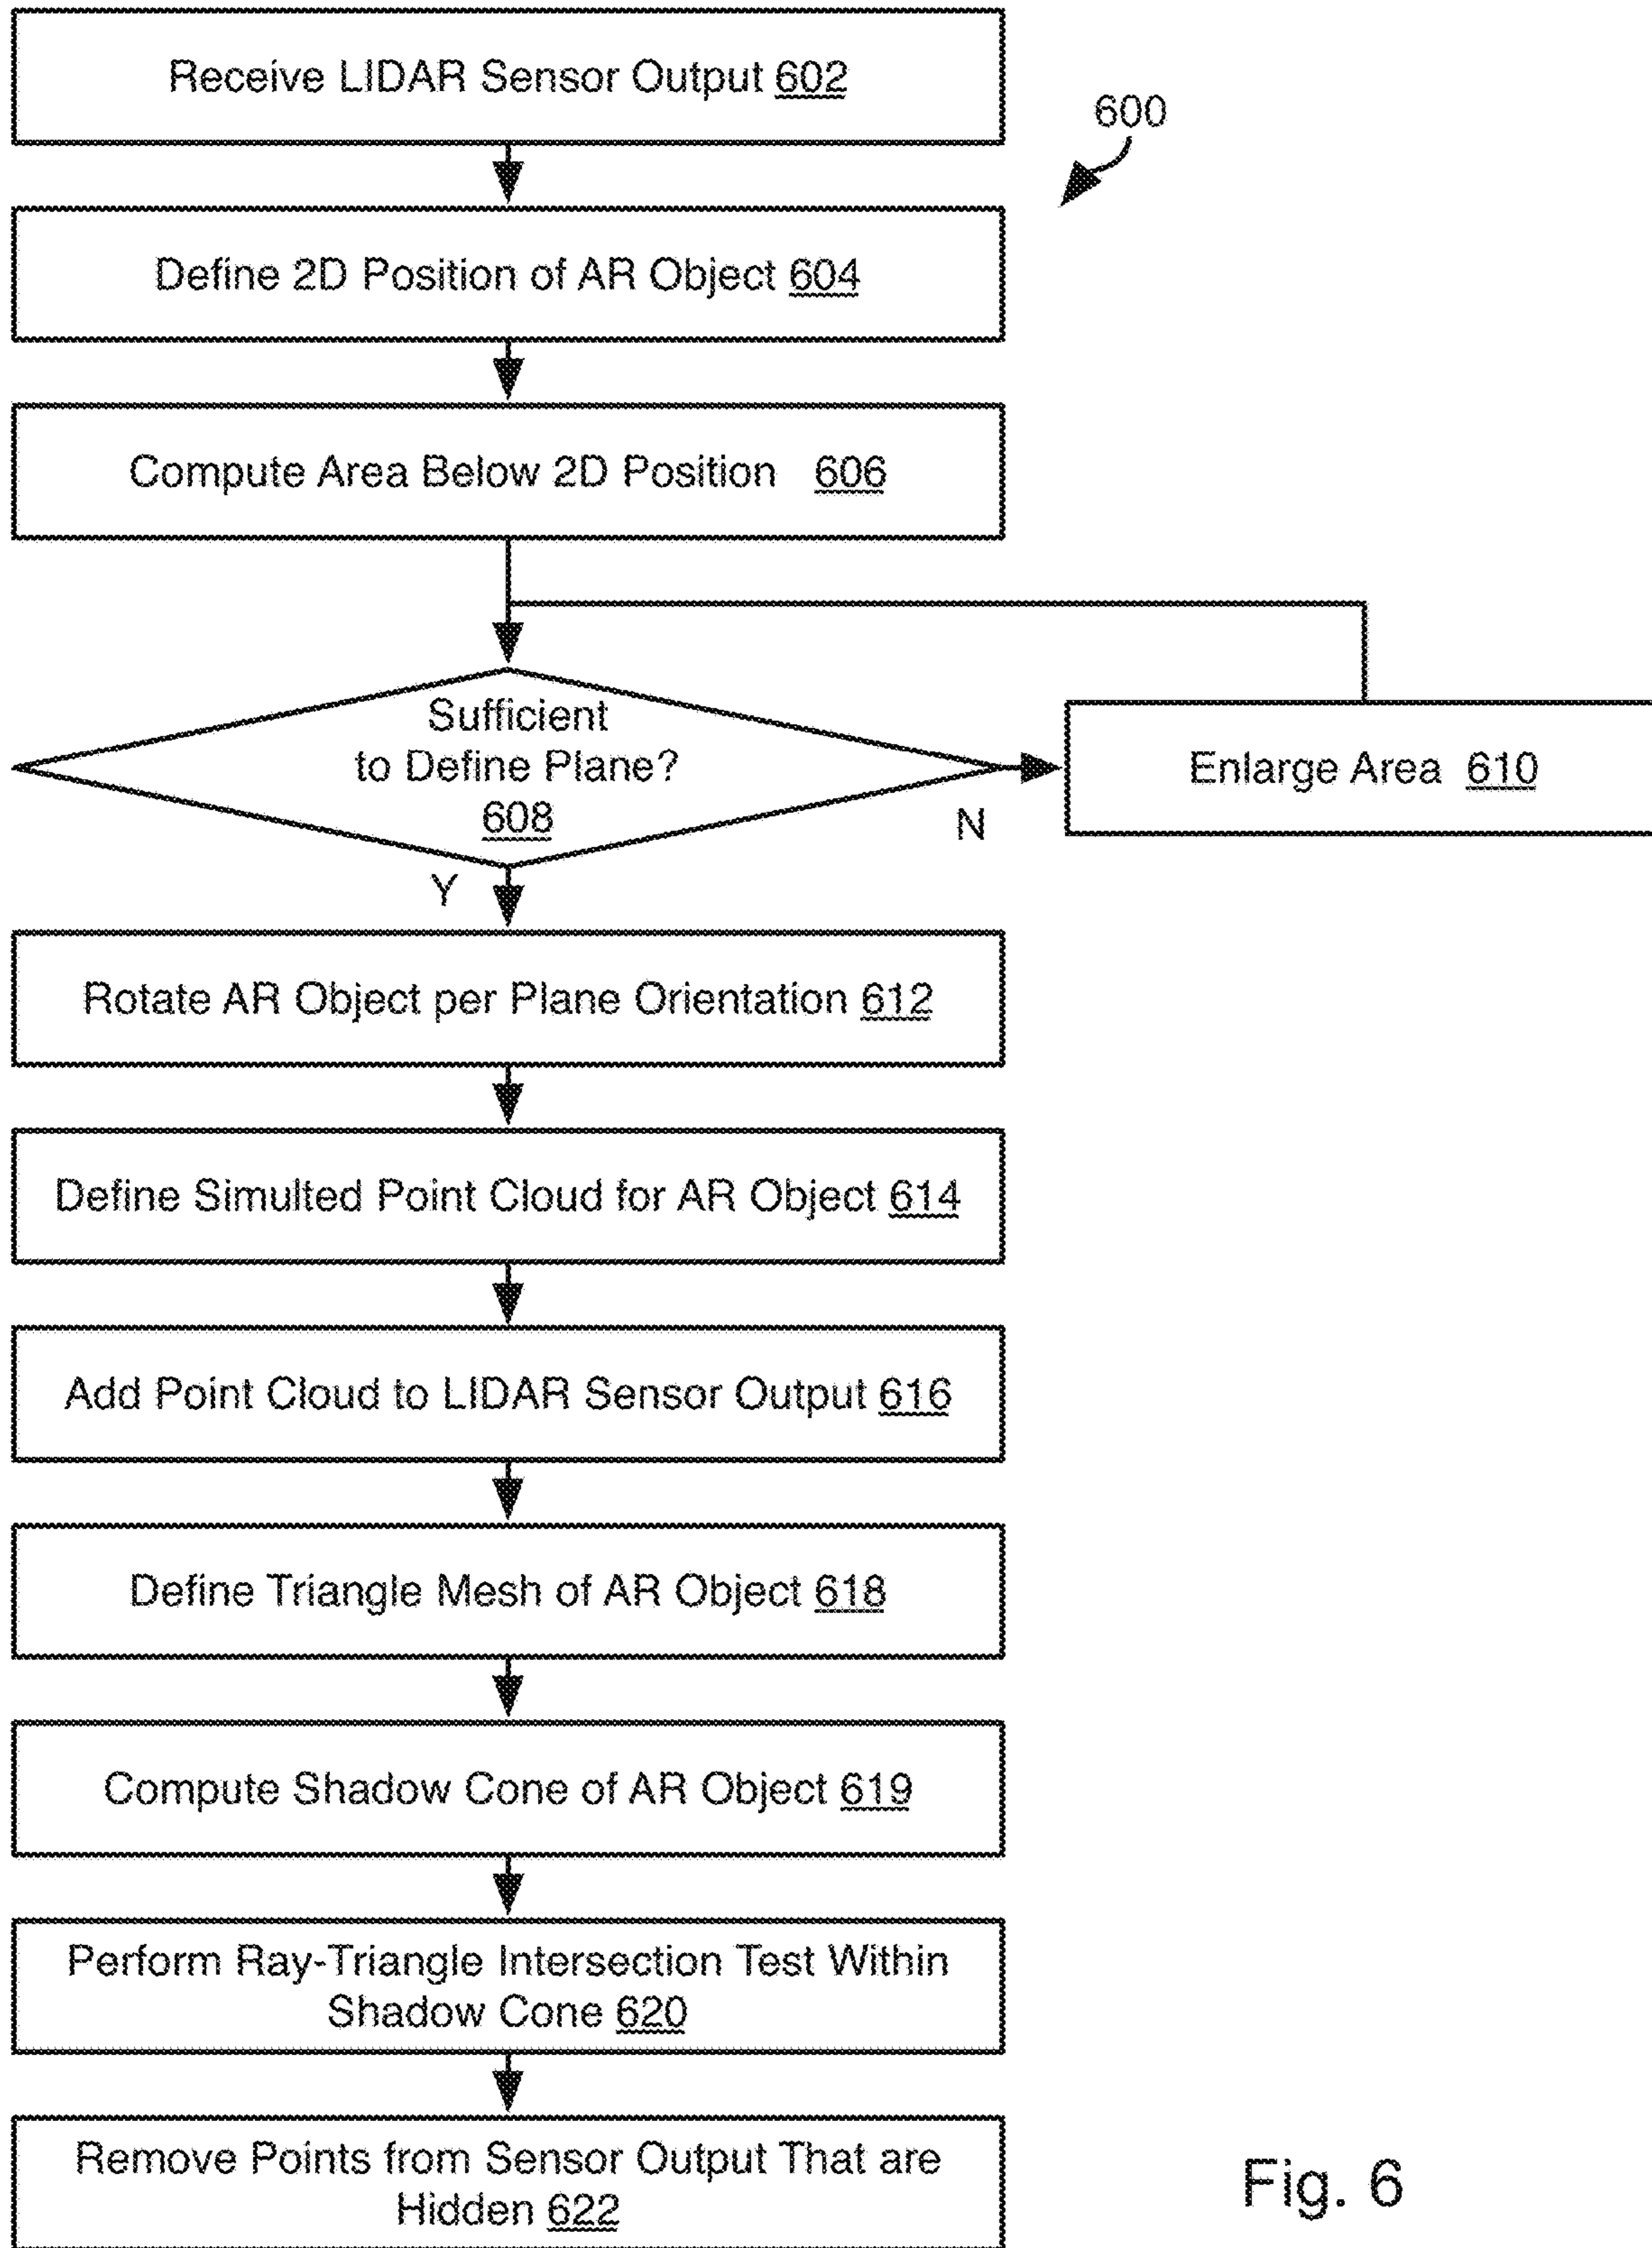 Receive LIDAR Sensor Output 602
600
Define 2D Position of AR Object 604
Compute Area Below 2D Position 606
Sufficient
to Define Plane?
608
N
Enlarge Area 610
Y
Rotate AR Object per Plane Orientation 612
Define Simulted Point Cloud for AR Object 614
Add Point Cloud to LIDAR Sensor Output 616
Define Triangle Mesh of AR Object 618
Compute Shadow Cone of AR Object 619
Perform Ray-Triangle Intersection Test Within
Shadow Cone 620
Remove Points from Sensor Output That are
Hidden 622
Fig. 6